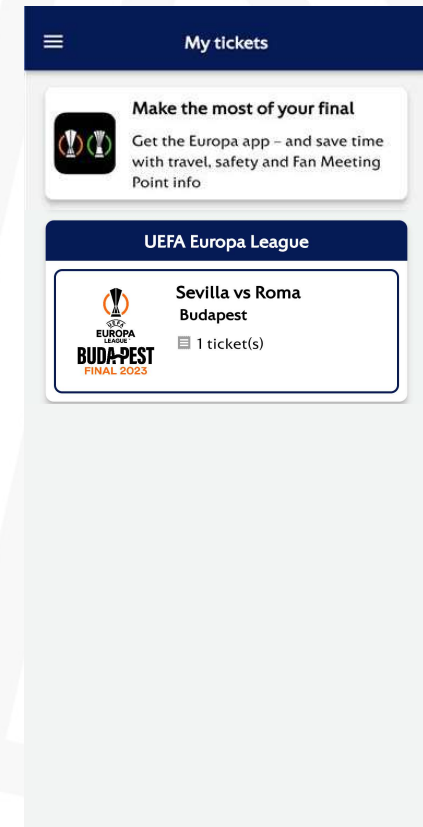 My tickets
Make the most of your final
Get the Europa app – and save time
with travel, safety and Fan Meeting
Point info
UEFA Europa League
Sevilla vs Roma
Budapest
1 ticket(s)
UEFA
EUROPA
LEAGUE
BUDAPEST
FINAL 2023